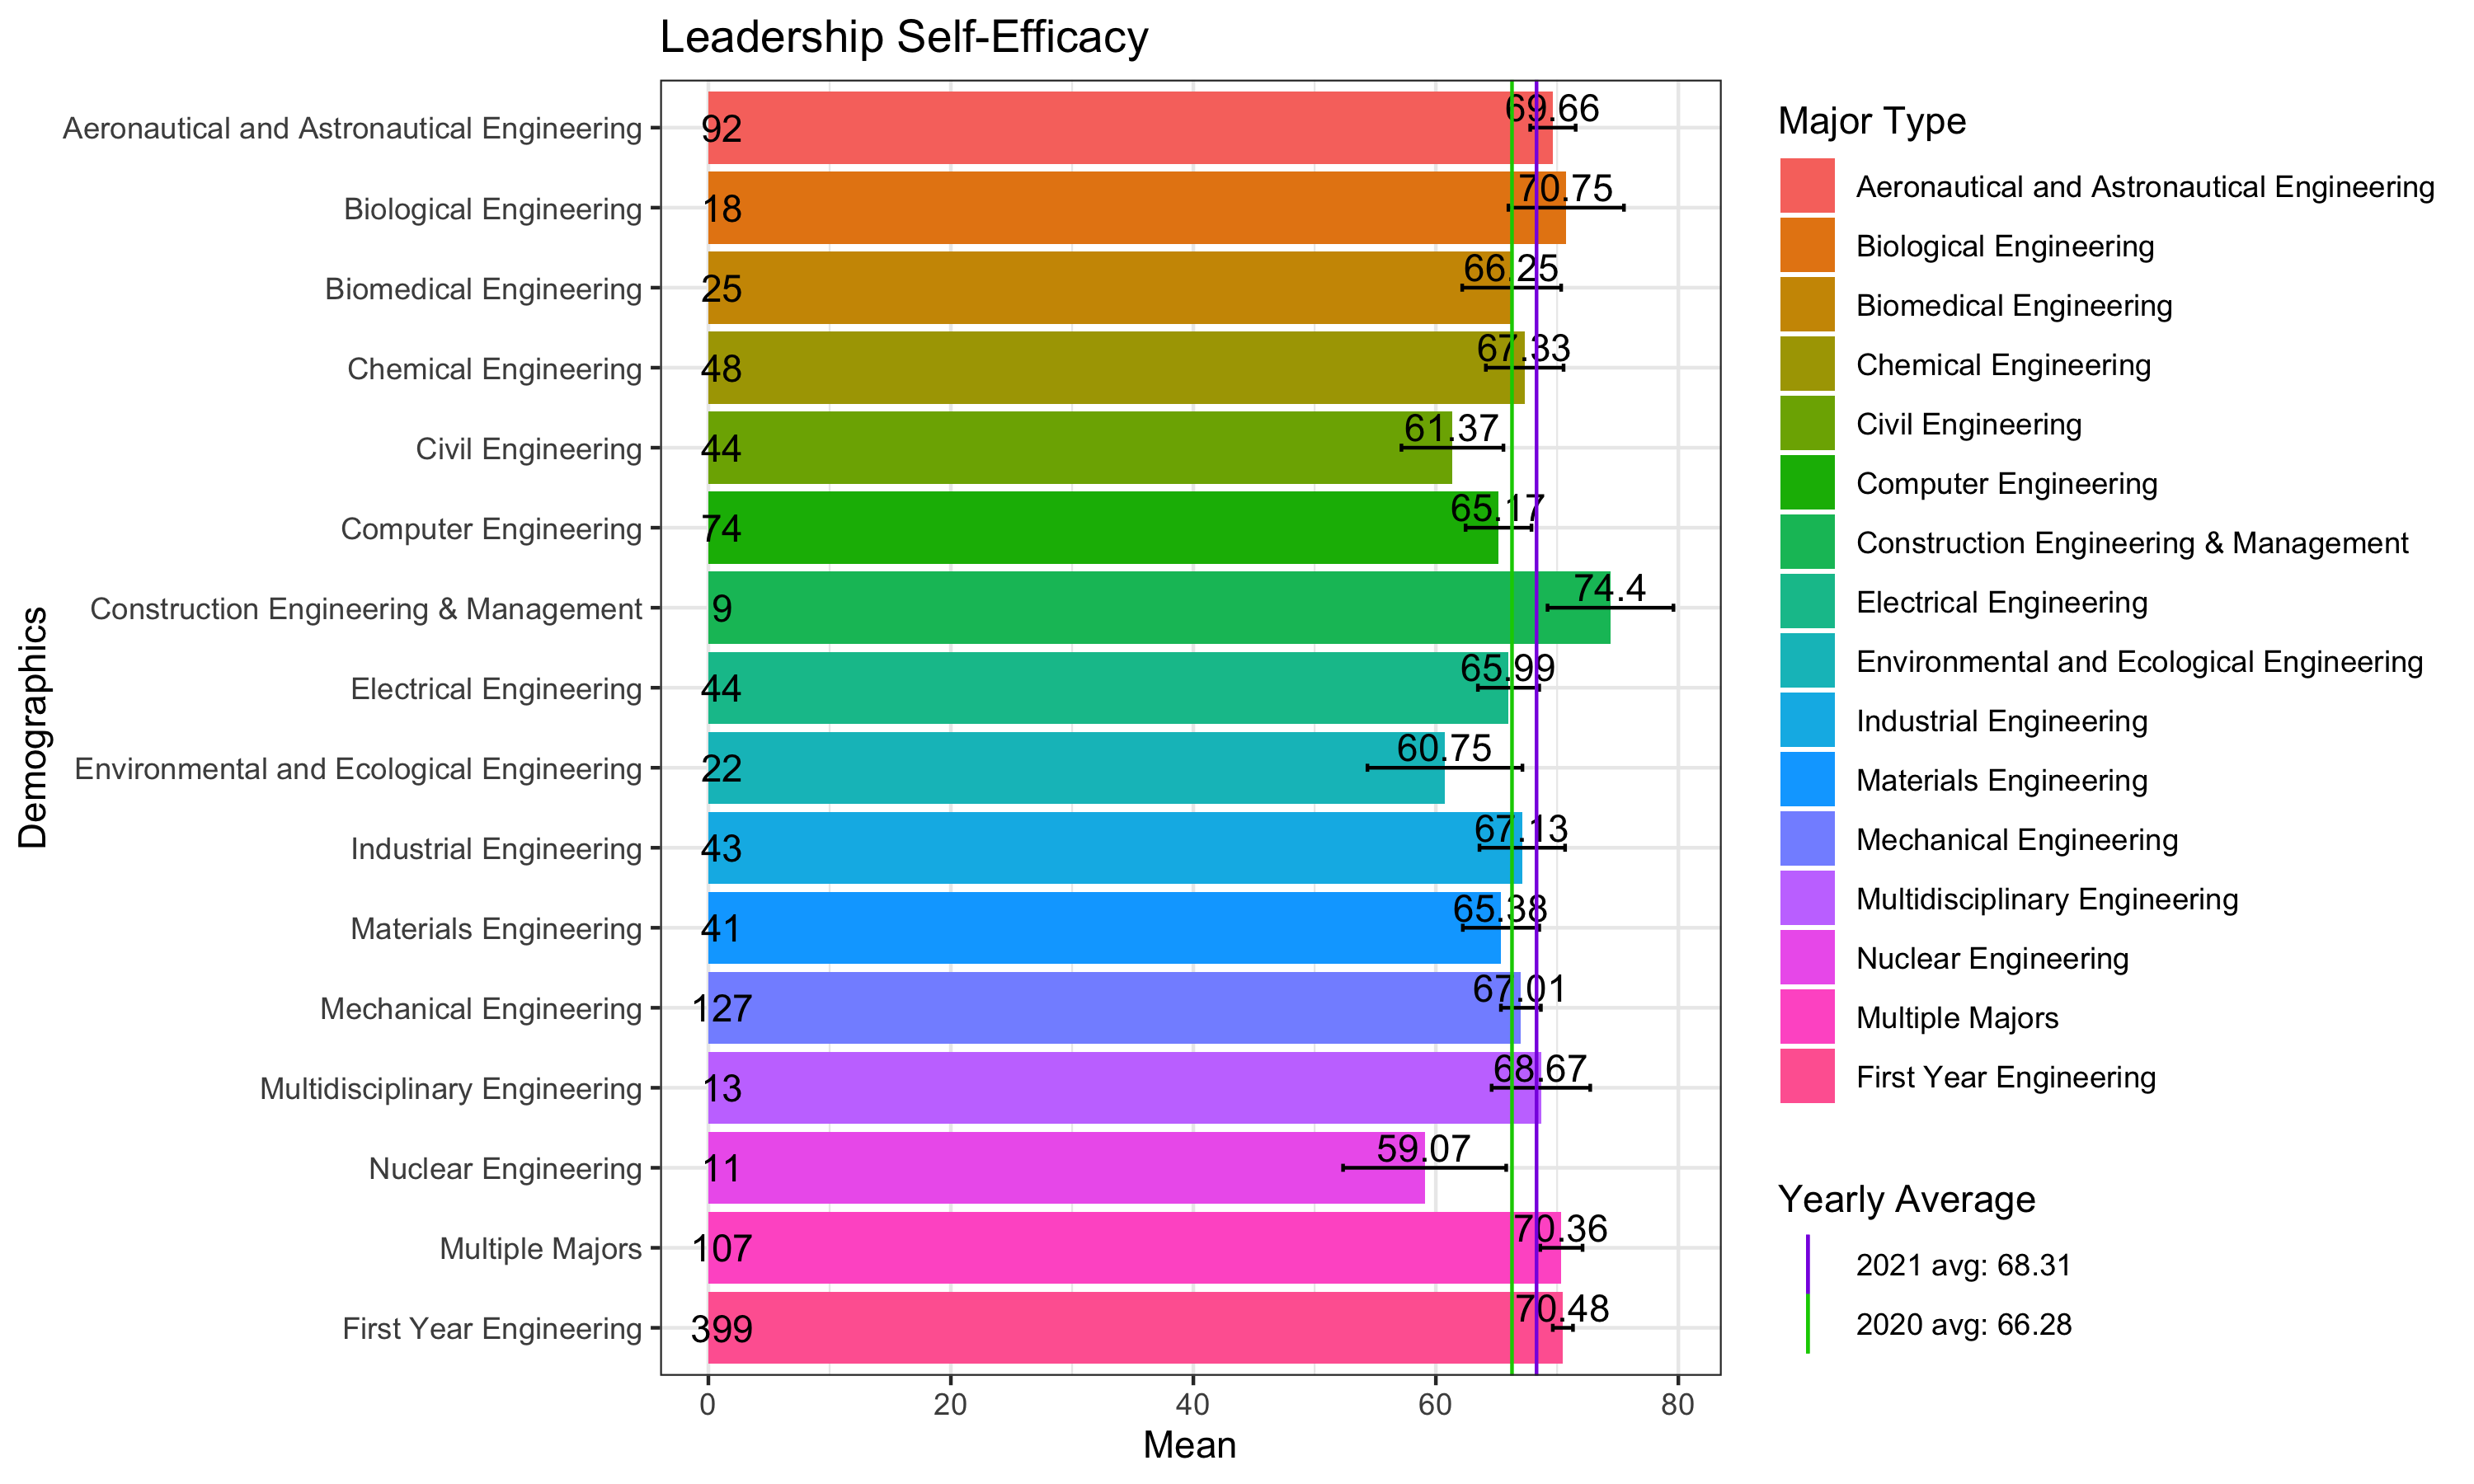 Leadership Self-Efficacy
Demographics
Aeronautical and Astronautical Engineering 92 69.66
Biological Engineering 18 70.75
Biomedical Engineering 25 66.25
Chemical Engineering 48 67.33
Civil Engineering 44 61.37
Computer Engineering 74 65.17
Construction Engineering & Management 9 74.4
Electrical Engineering 44 65.99
Environmental and Ecological Engineering 22 60.75
Industrial Engineering 43 67.13
Materials Engineering 41 65.38
Mechanical Engineering 127 67.01
Multidisciplinary Engineering 13 68.67
Nuclear Engineering 11 59.07
Multiple Majors 107 70.36
First Year Engineering 399 70.48
0 20 40 60 80
Mean
Major Type
Aeronautical and Astronautical Engineering
Biological Engineering
Biomedical Engineering
Chemical Engineering
Civil Engineering
Computer Engineering
Construction Engineering & Management
Electrical Engineering
Environmental and Ecological Engineering
Industrial Engineering
Materials Engineering
Mechanical Engineering
Multidisciplinary Engineering
Nuclear Engineering
Multiple Majors
First Year Engineering
Yearly Average
2021 avg: 68.31
2020 avg: 66.28